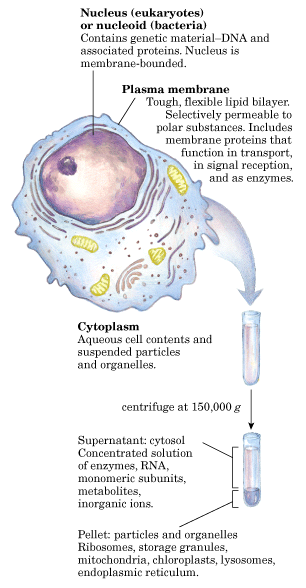 Nucleus (eukaryotes)
or nucleoid (bacteria)
Contains genetic material–DNA and
associated proteins. Nucleus is
membrane-bounded.
Plasma membrane
Tough, flexible lipid bilayer.
Selectively permeable to
polar substances. Includes
membrane proteins that
function in transport,
in signal reception,
and as enzymes.
Cytoplasm
Aqueous cell contents and
suspended particles
and organelles.
centrifuge at 150,000 g
Supernatant: cytosol
Concentrated solution
of enzymes, RNA,
monomeric subunits,
metabolites,
inorganic ions.
Pellet: particles and organelles
Ribosomes, storage granules,
mitochondria, chloroplasts, lysosomes,
endoplasmic reticulum.